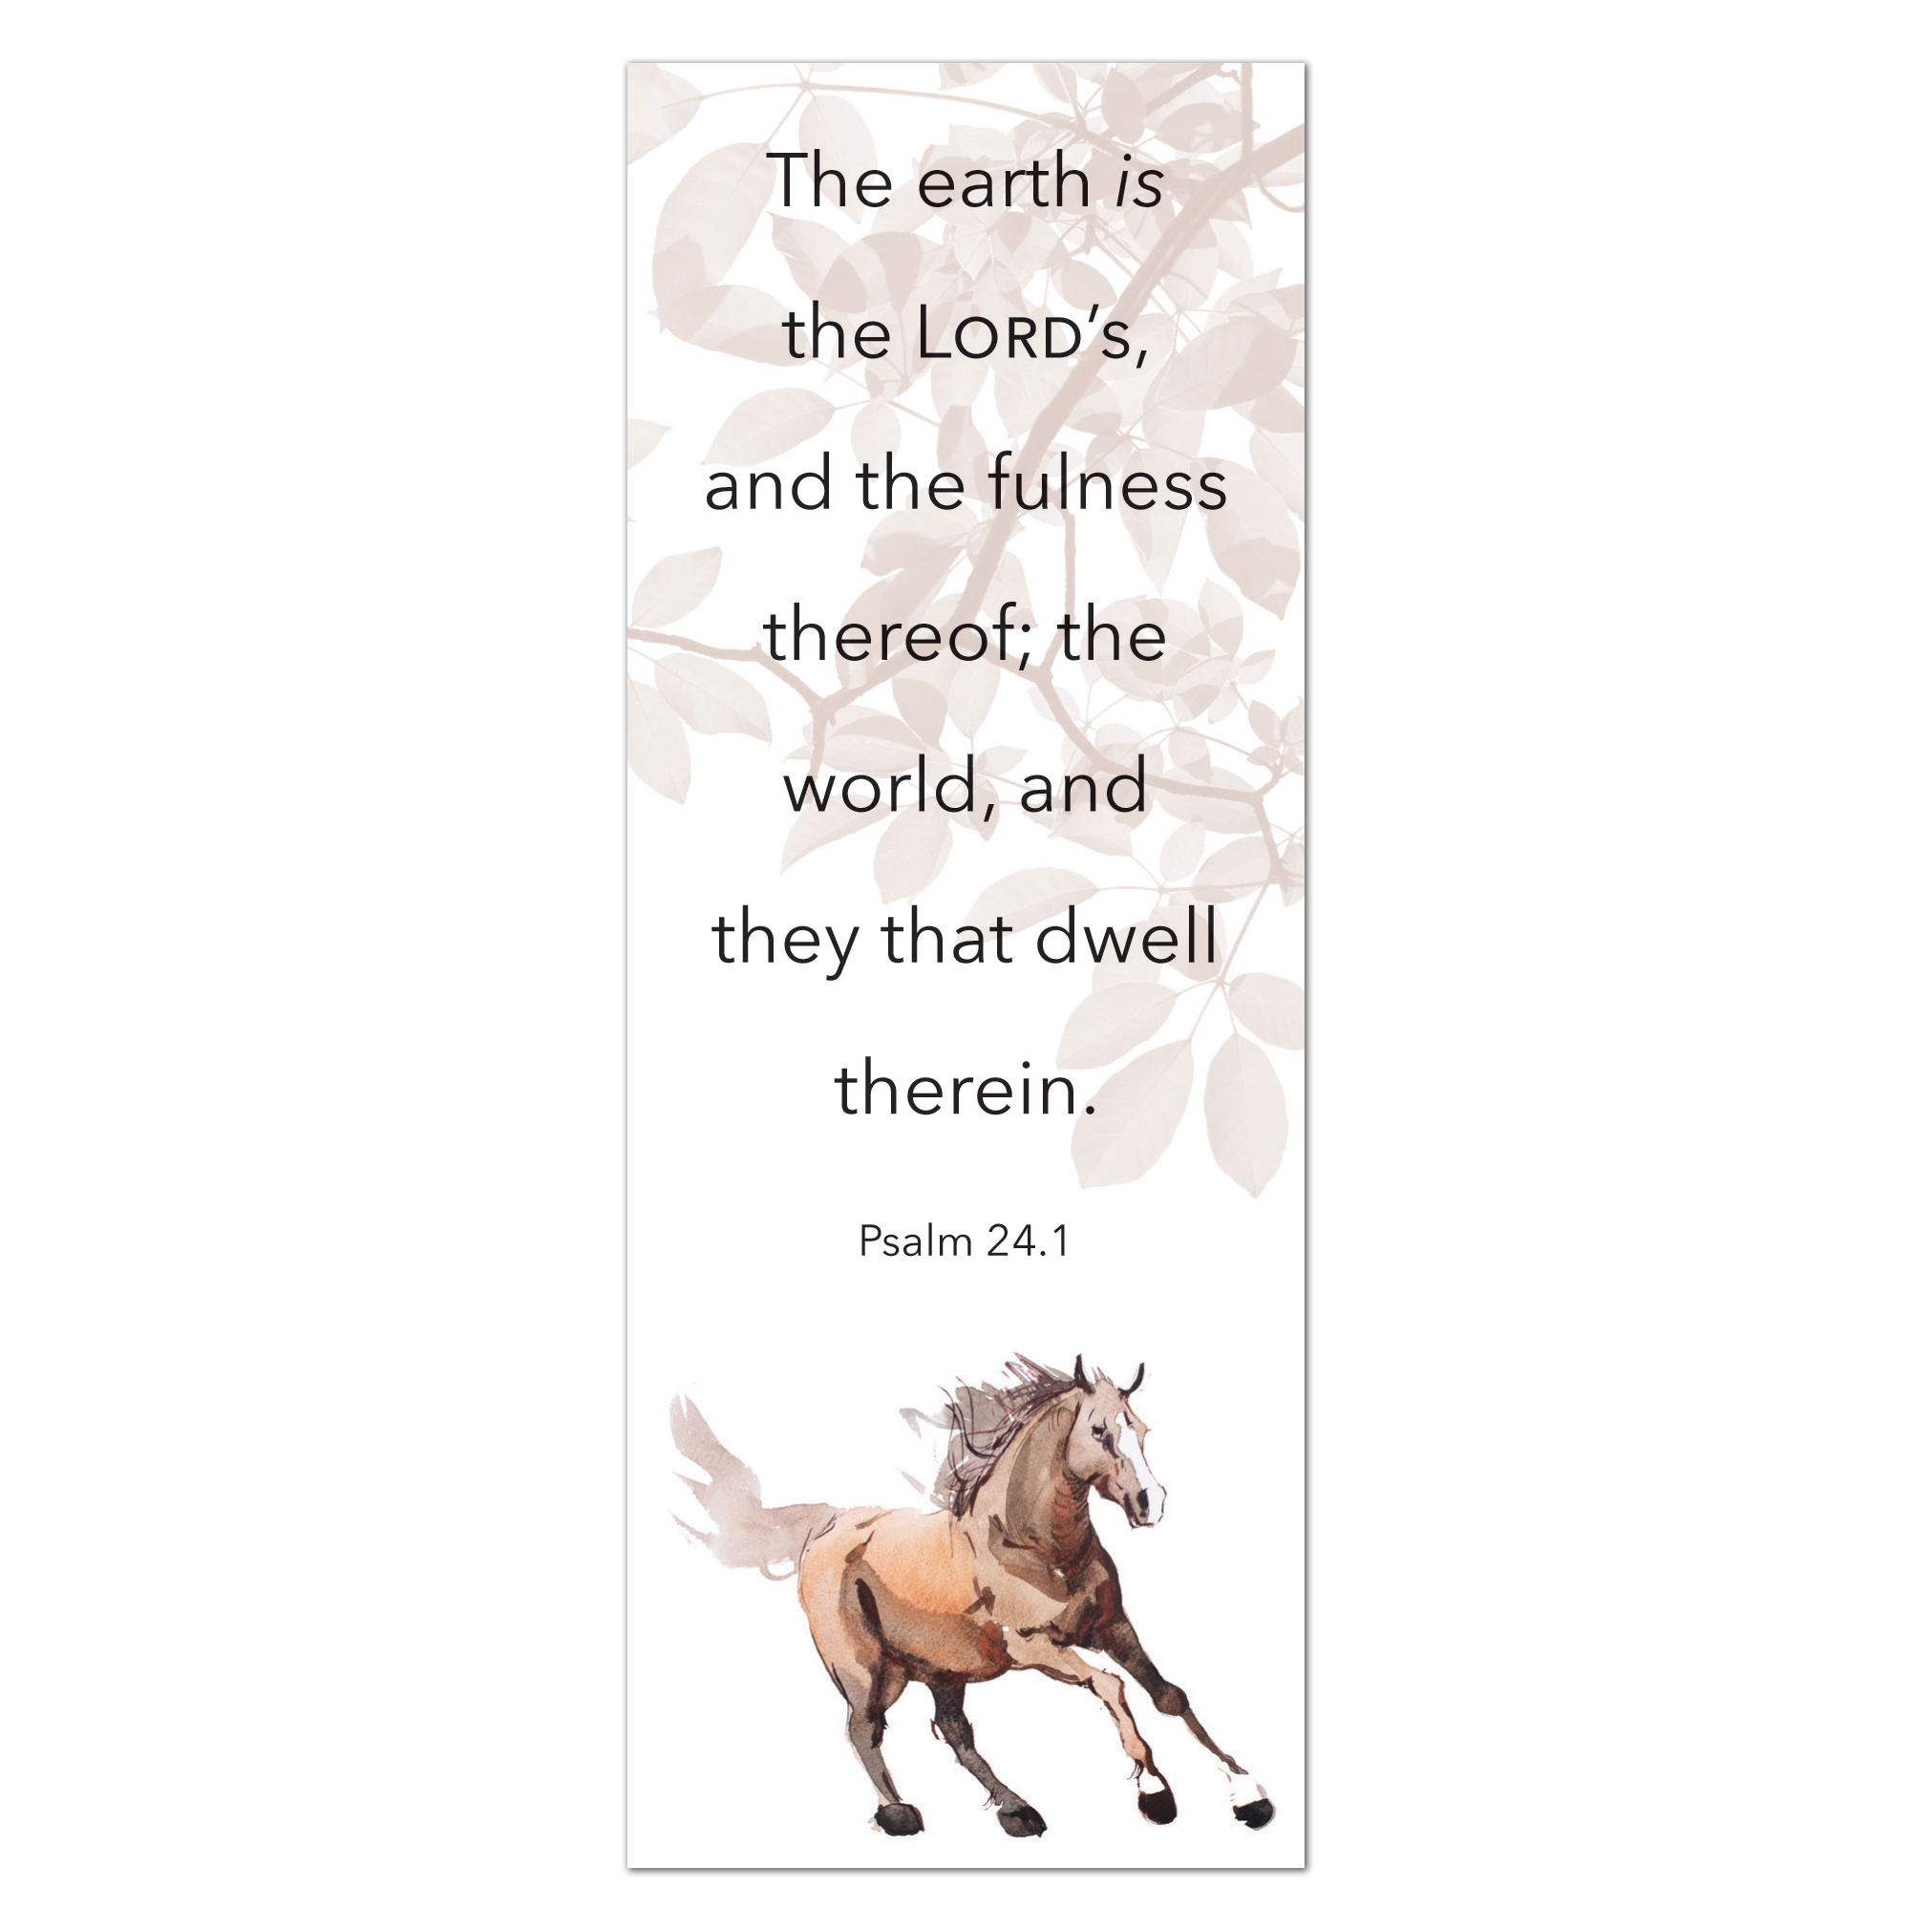 The earth is
the LORD’s,
and the fulness
thereof; the
world, and
they that dwell
therein.
Psalm 24.1